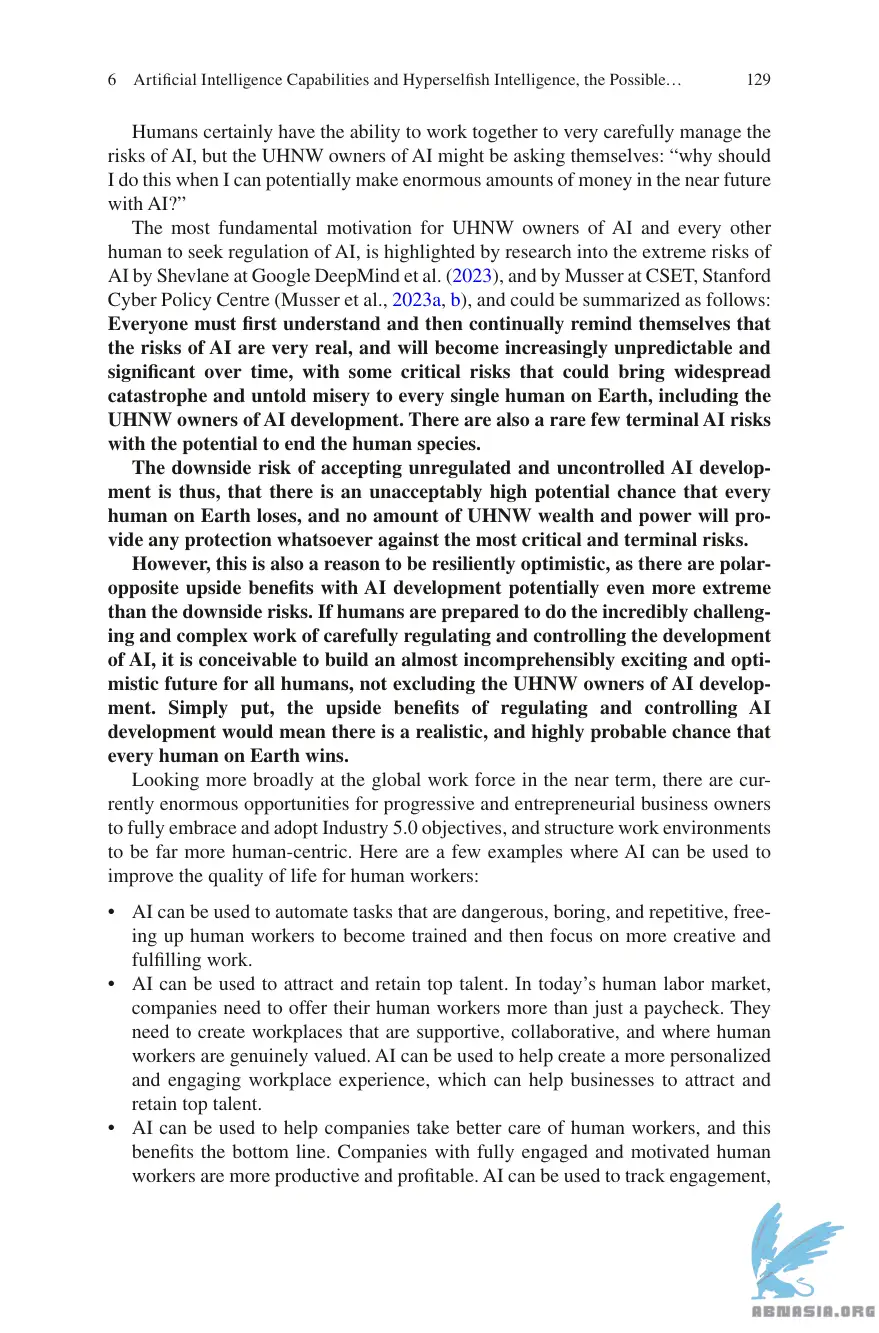 6 Artificial Intelligence Capabilities and Hyperselfish Intelligence, the Possible… 129
Humans certainly have the ability to work together to very carefully manage the
risks of AI, but the UHNW owners of AI might be asking themselves: “why should
I do this when I can potentially make enormous amounts of money in the near future
with AI?”
The most fundamental motivation for UHNW owners of AI and every other
human to seek regulation of AI, is highlighted by research into the extreme risks of
AI by Shevlane at Google DeepMind et al. (2023), and by Musser at CSET, Stanford
Cyber Policy Centre (Musser et al., 2023a, b), and could be summarized as follows:
Everyone must first understand and then continually remind themselves that
the risks of AI are very real, and will become increasingly unpredictable and
significant over time, with some critical risks that could bring widespread
catastrophe and untold misery to every single human on Earth, including the
UHNW owners of AI development. There are also a rare few terminal AI risks
with the potential to end the human species.
The downside risk of accepting unregulated and uncontrolled AI develop-
ment is thus, that there is an unacceptably high potential chance that every
human on Earth loses, and no amount of UHNW wealth and power will pro-
vide any protection whatsoever against the most critical and terminal risks.
However, this is also a reason to be resiliently optimistic, as there are polar-
opposite upside benefits with AI development potentially even more extreme
than the downside risks. If humans are prepared to do the incredibly challeng-
ing and complex work of carefully regulating and controlling the development
of AI, it is conceivable to build an almost incomprehensibly exciting and opti-
mistic future for all humans, not excluding the UHNW owners of AI develop-
ment. Simply put, the upside benefits of regulating and controlling AI
development would mean there is a realistic, and highly probable chance that
every human on Earth wins.
Looking more broadly at the global work force in the near term, there are cur-
rently enormous opportunities for progressive and entrepreneurial business owners
to fully embrace and adopt Industry 5.0 objectives, and structure work environments
to be far more human-centric. Here are a few examples where AI can be used to
improve the quality of life for human workers:
• AI can be used to automate tasks that are dangerous, boring, and repetitive, free-
ing up human workers to become trained and then focus on more creative and
fulfilling work.
• AI can be used to attract and retain top talent. In today’s human labor market,
companies need to offer their human workers more than just a paycheck. They
need to create workplaces that are supportive, collaborative, and where human
workers are genuinely valued. AI can be used to help create a more personalized
and engaging workplace experience, which can help businesses to attract and
retain top talent.
• AI can be used to help companies take better care of human workers, and this
benefits the bottom line. Companies with fully engaged and motivated human
workers are more productive and profitable. AI can be used to track engagement,
ABNASIA.ORG